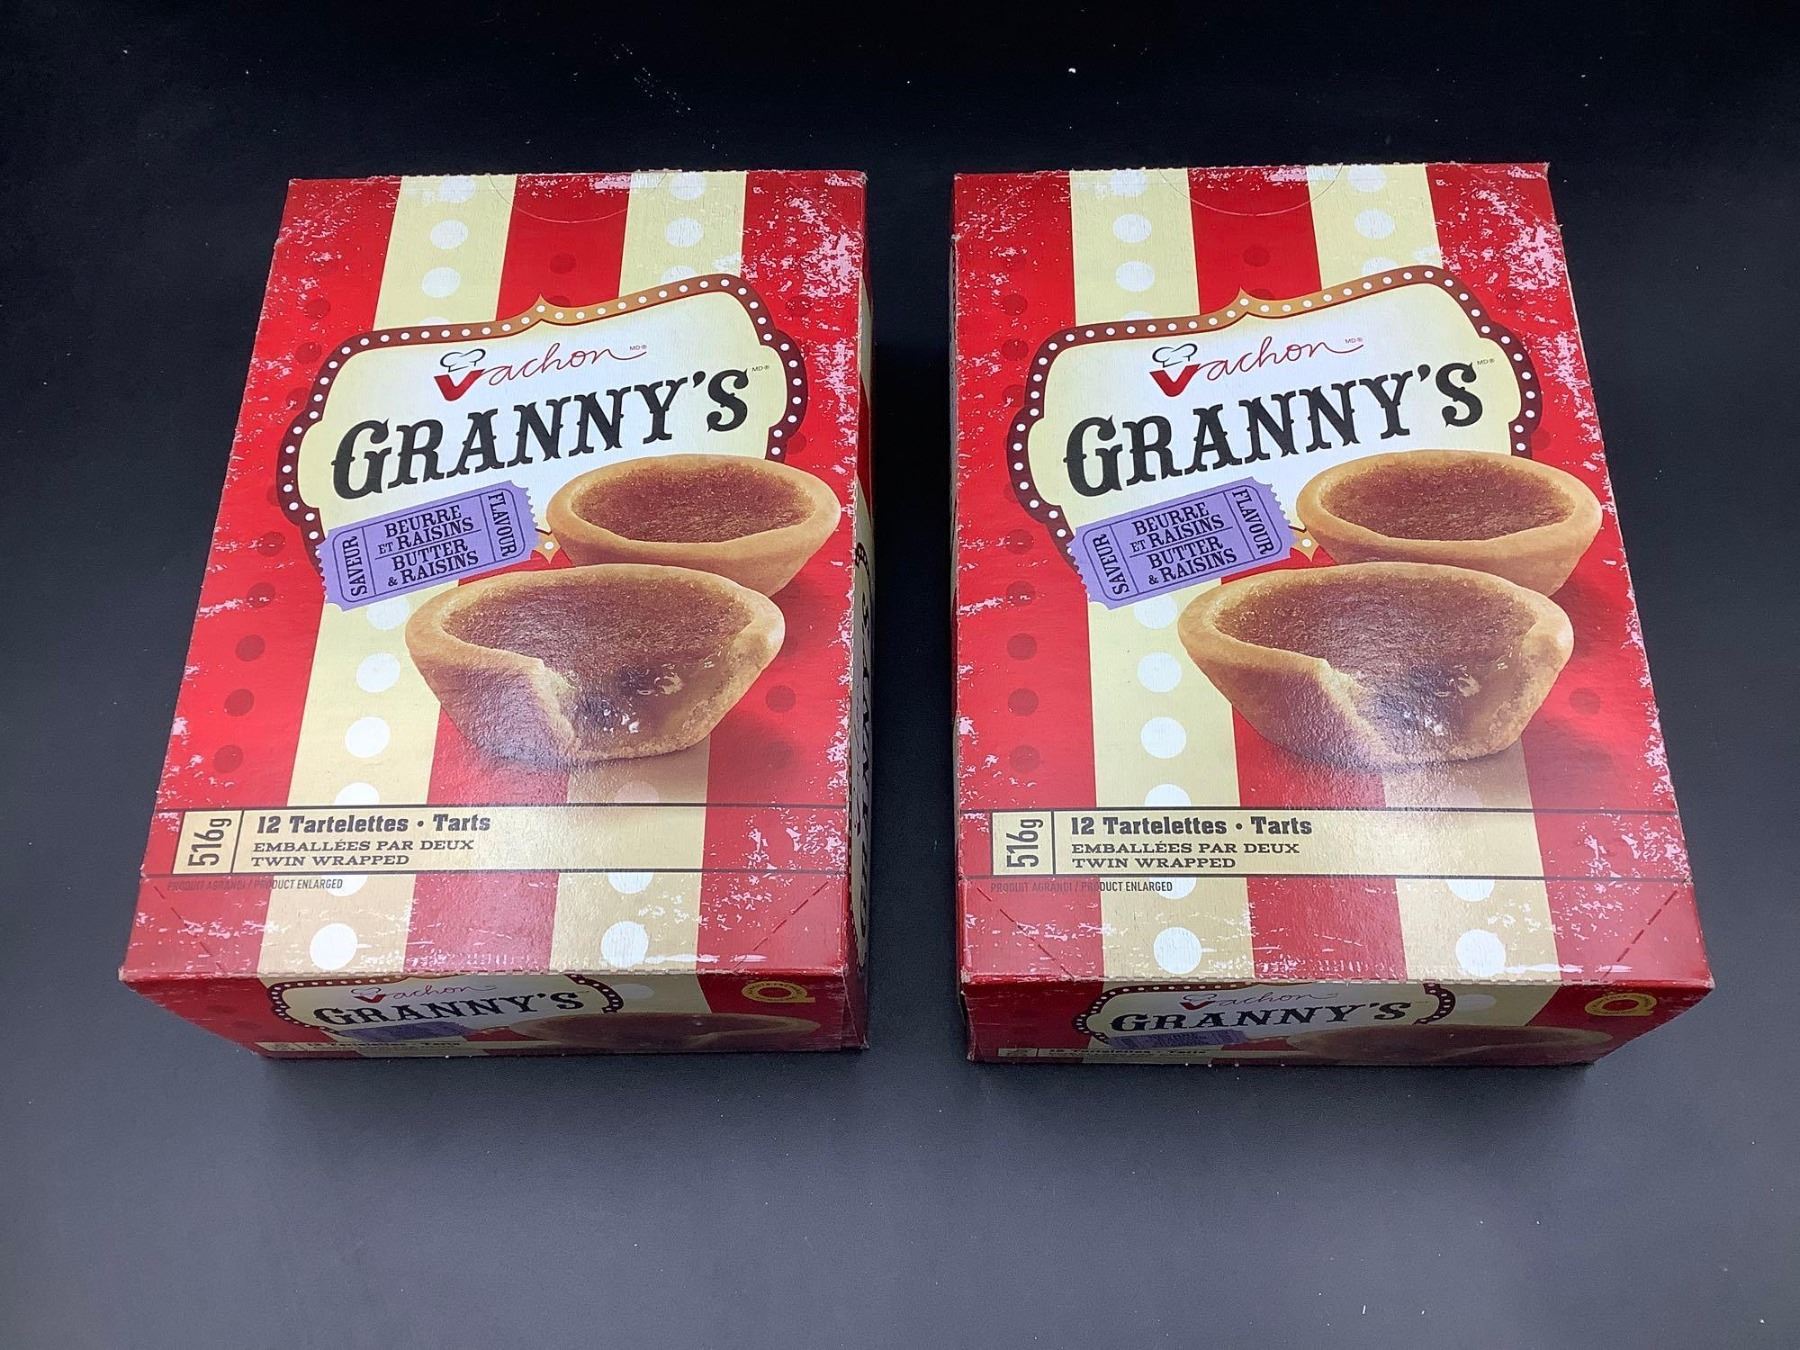 Vachon MD®
GRANNY'S MD®
SAVEUR
BEURRE
ET RAISINS
BUTTER
& RAISINS
FLAVOUR
516g
12 Tartelettes • Tarts
EMBALLÉES PAR DEUX
TWIN WRAPPED
PRODUIT AGRANDI / PRODUCT ENLARGED
Vachon
GRANNY'S
GRANNY'S
Vachon MD®
GRANNY'S MD®
SAVEUR
BEURRE
ET RAISINS
BUTTER
& RAISINS
FLAVOUR
516g
12 Tartelettes • Tarts
EMBALLÉES PAR DEUX
TWIN WRAPPED
PRODUIT AGRANDI / PRODUCT ENLARGED
Vachon
GRANNY'S